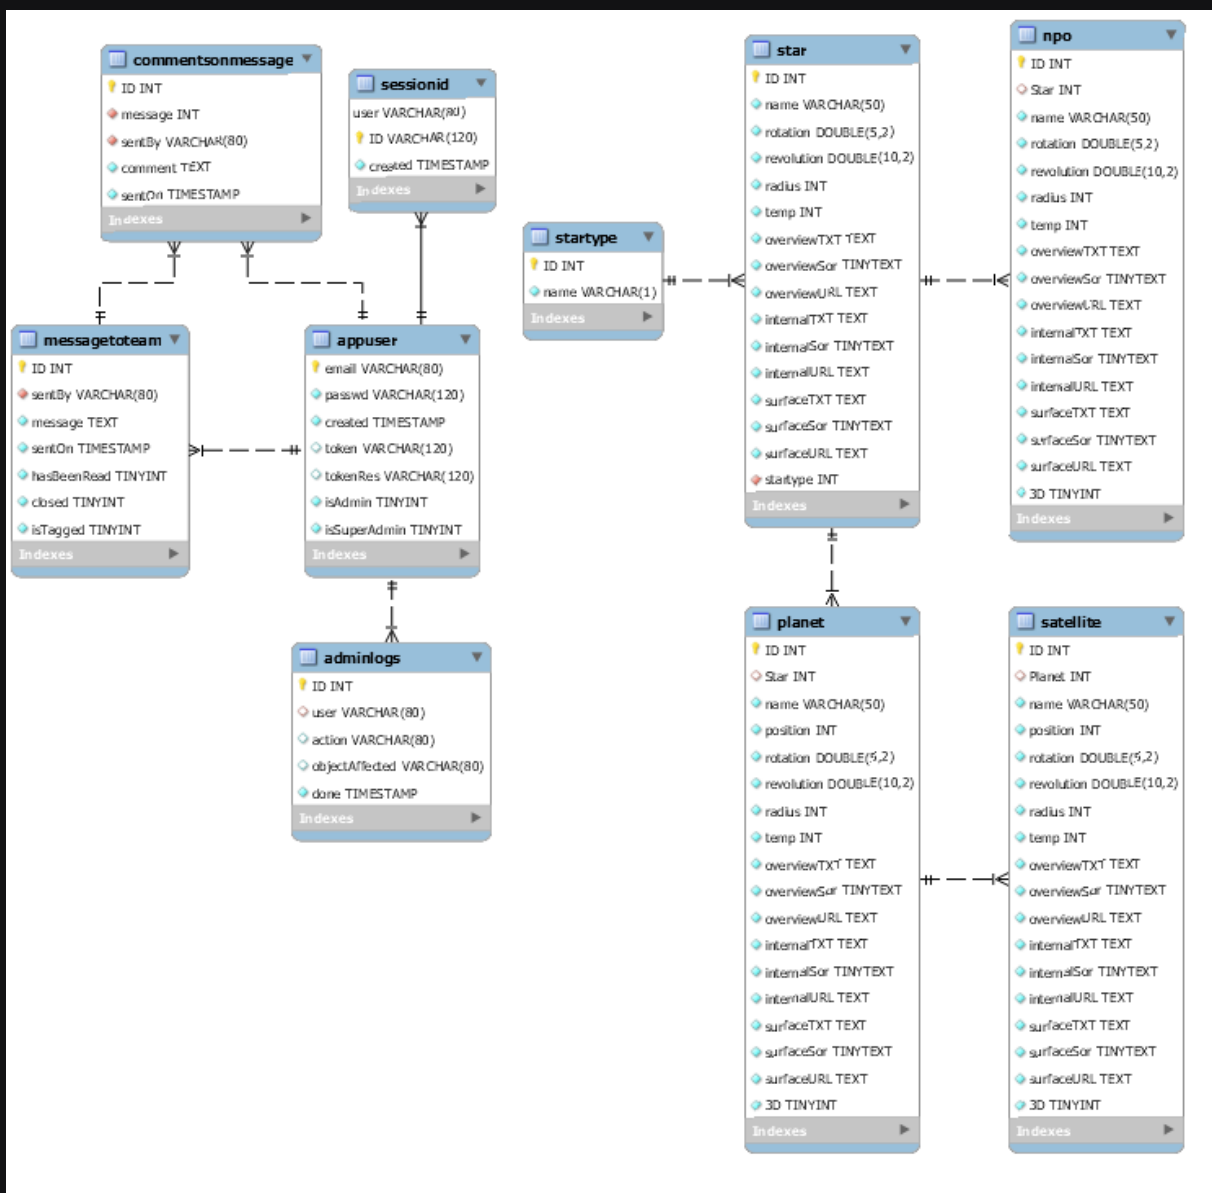 commentsonmessage
ID INT
message INT
sentBy VARCHAR(80)
comment TEXT
sentOn TIMESTAMP
Indexes
sessionid
user VARCHAR(80)
ID VARCHAR(120)
created TIMESTAMP
Indexes
messagetoteam
ID INT
sentBy VARCHAR(80)
message TEXT
sentOn TIMESTAMP
hasBeenRead TINYINT
closed TINYINT
isTagged TINYINT
Indexes
appuser
email VARCHAR(80)
passwd VARCHAR(120)
created TIMESTAMP
token VARCHAR(120)
tokenRes VARCHAR(120)
isAdmin TINYINT
isSuperAdmin TINYINT
Indexes
adminlogs
ID INT
user VARCHAR(80)
action VARCHAR(80)
objectAffected VARCHAR(80)
done TIMESTAMP
Indexes
startype
ID INT
name VARCHAR(1)
Indexes
star
ID INT
name VARCHAR(50)
rotation DOUBLE(5,2)
revolution DOUBLE(10,2)
radius INT
temp INT
overviewTXT TEXT
overviewSor TINYTEXT
overviewURL TEXT
internalTXT TEXT
internalSor TINYTEXT
internalURL TEXT
surfaceTXT TEXT
surfaceSor TINYTEXT
surfaceURL TEXT
startype INT
Indexes
npo
ID INT
Star INT
name VARCHAR(50)
rotation DOUBLE(5,2)
revolution DOUBLE(10,2)
radius INT
temp INT
overviewTXT TEXT
overviewSor TINYTEXT
overviewURL TEXT
internalTXT TEXT
internalSor TINYTEXT
internalURL TEXT
surfaceTXT TEXT
surfaceSor TINYTEXT
surfaceURL TEXT
3D TINYINT
Indexes
planet
ID INT
Star INT
name VARCHAR(50)
position INT
rotation DOUBLE(5,2)
revolution DOUBLE(10,2)
radius INT
temp INT
overviewTXT TEXT
overviewSor TINYTEXT
overviewURL TEXT
internalTXT TEXT
internalSor TINYTEXT
internalURL TEXT
surfaceTXT TEXT
surfaceSor TINYTEXT
surfaceURL TEXT
3D TINYINT
Indexes
satellite
ID INT
Planet INT
name VARCHAR(50)
position INT
rotation DOUBLE(5,2)
revolution DOUBLE(10,2)
radius INT
temp INT
overviewTXT TEXT
overviewSor TINYTEXT
overviewURL TEXT
internalTXT TEXT
internalSor TINYTEXT
internalURL TEXT
surfaceTXT TEXT
surfaceSor TINYTEXT
surfaceURL TEXT
3D TINYINT
Indexes